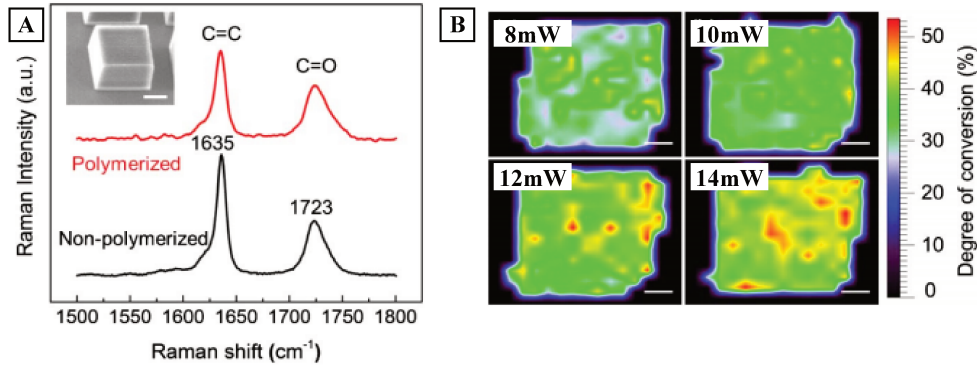 A
C=C
C=O
Polymerized
1635
1723
Non-polymerized
Raman Intensity (a.u.)
1500 1550 1600 1650 1700 1750 1800
Raman shift (cm⁻¹)
B
8mW
10mW
12mW
14mW
50
40
30
20
10
0
Degree of conversion (%)